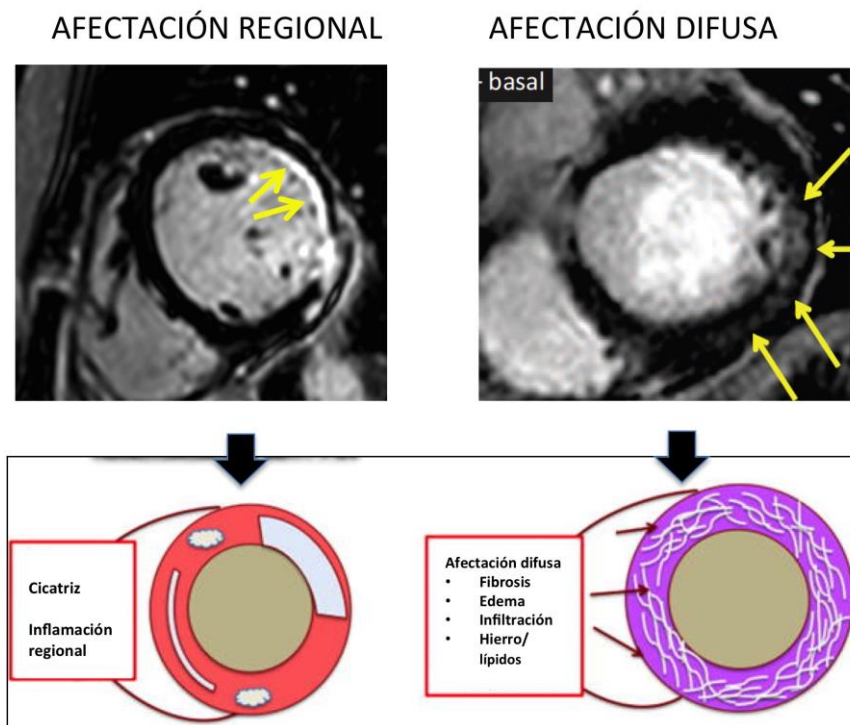 AFECTACIÓN REGIONAL
AFECTACIÓN DIFUSA
- basal
Cicatriz
Inflamación
regional
Afectación difusa
• Fibrosis
• Edema
• Infiltración
• Hierro/
lípidos